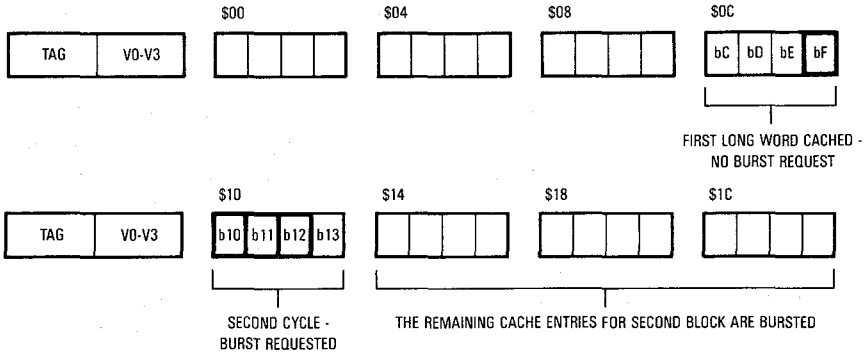 $00 $04 $08 $0C
TAG V0-V3 bC bD bE bF
FIRST LONG WORD CACHED -
NO BURST REQUEST
$10 $14 $18 $1C
TAG V0-V3 b10 b11 b12 b13
SECOND CYCLE -
BURST REQUESTED
THE REMAINING CACHE ENTRIES FOR SECOND BLOCK ARE BURSTED